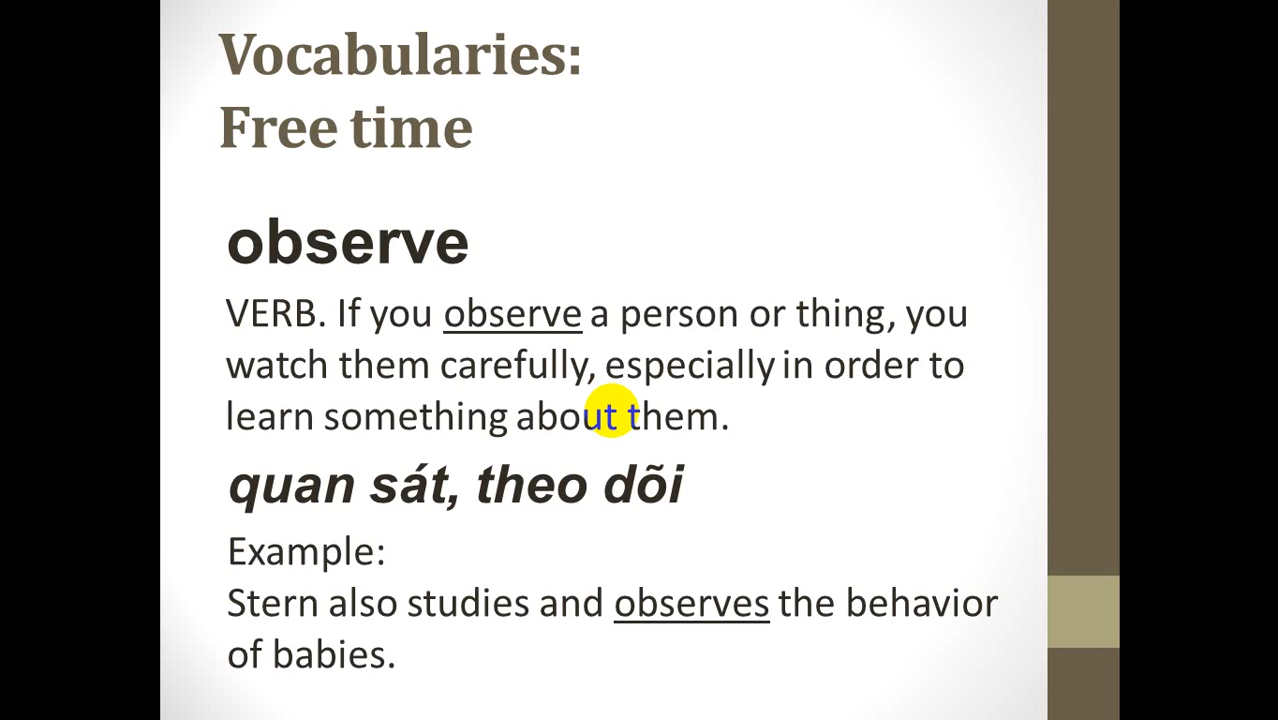 Vocabularies:
Free time
observe
VERB. If you observe a person or thing, you
watch them carefully, especially in order to
learn something about them.
quan sát, theo dõi
Example:
Stern also studies and observes the behavior
of babies.